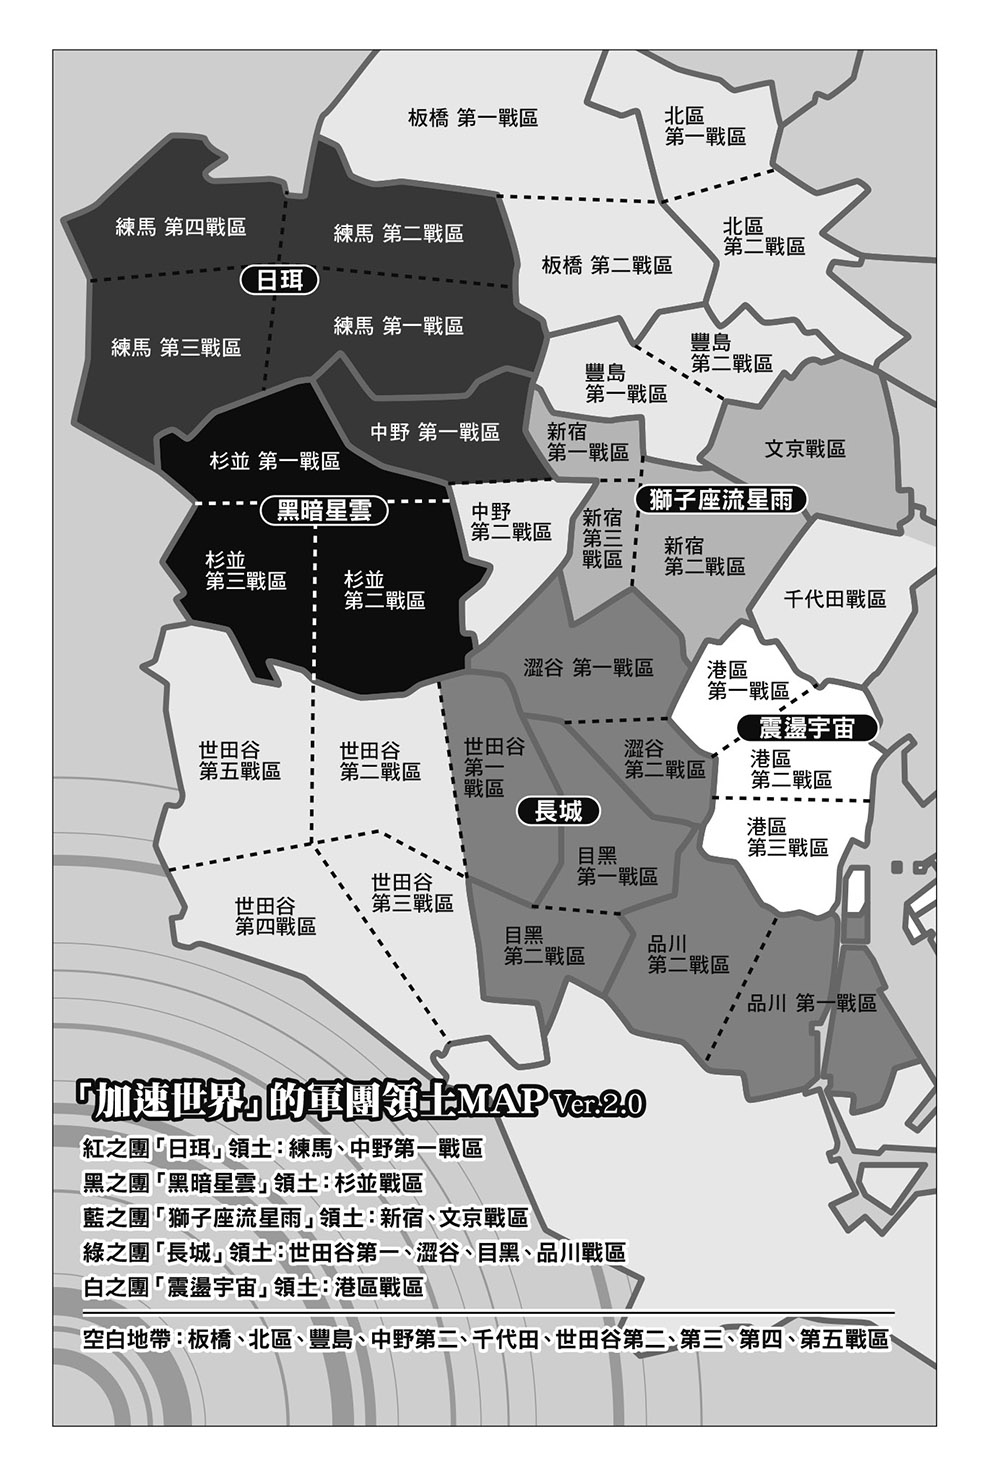 板橋 第一戰區
北區
第一戰區
練馬 第四戰區
練馬 第二戰區
北區
第二戰區
板橋 第二戰區
日珥
練馬 第三戰區
練馬 第一戰區
豐島
第二戰區
豐島
第一戰區
中野 第一戰區
新宿
第一戰區
文京戰區
杉並 第一戰區
獅子座流星雨
黑暗星雲
中野
第二戰區
新宿
第三
戰區
新宿
第二戰區
杉並
第三戰區
杉並
第二戰區
千代田戰區
澀谷 第一戰區
港區
第一戰區
震盪宇宙
世田谷
第五戰區
世田谷
第二戰區
世田谷
第一
戰區
澀谷
第二戰區
港區
第二戰區
長城
港區
第三戰區
目黑
第一戰區
世田谷
第三戰區
世田谷
第四戰區
目黑
第二戰區
品川
第二戰區
品川 第一戰區
「加速世界」的軍團領土MAP Ver.2.0
紅之團「日珥」領土：練馬、中野第一戰區
黑之團「黑暗星雲」領土：杉並戰區
藍之團「獅子座流星雨」領土：新宿、文京戰區
綠之團「長城」領土：世田谷第一、澀谷、目黑、品川戰區
白之團「震盪宇宙」領土：港區戰區
空白地帶：板橋、北區、豐島、中野第二、千代田、世田谷第二、第三、第四、第五戰區